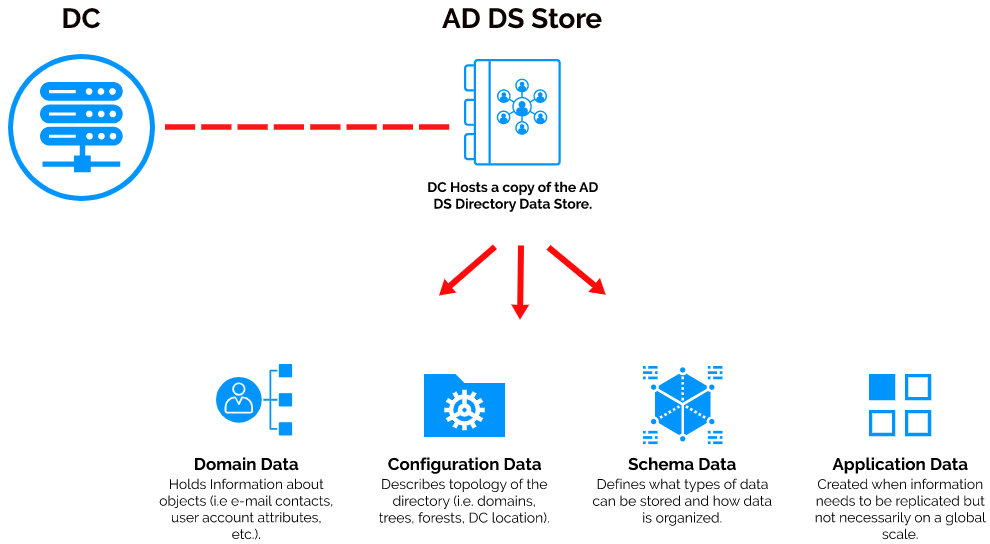 DC
AD DS Store
DC Hosts a copy of the AD
DS Directory Data Store.
Domain Data
Holds Information about
objects (i.e e-mail contacts,
user account attributes,
etc.).
Configuration Data
Describes topology of the
directory (i.e. domains,
trees, forests, DC location).
Schema Data
Defines what types of data
can be stored and how data
is organized.
Application Data
Created when information
needs to be replicated but
not necessarily on a global
scale.